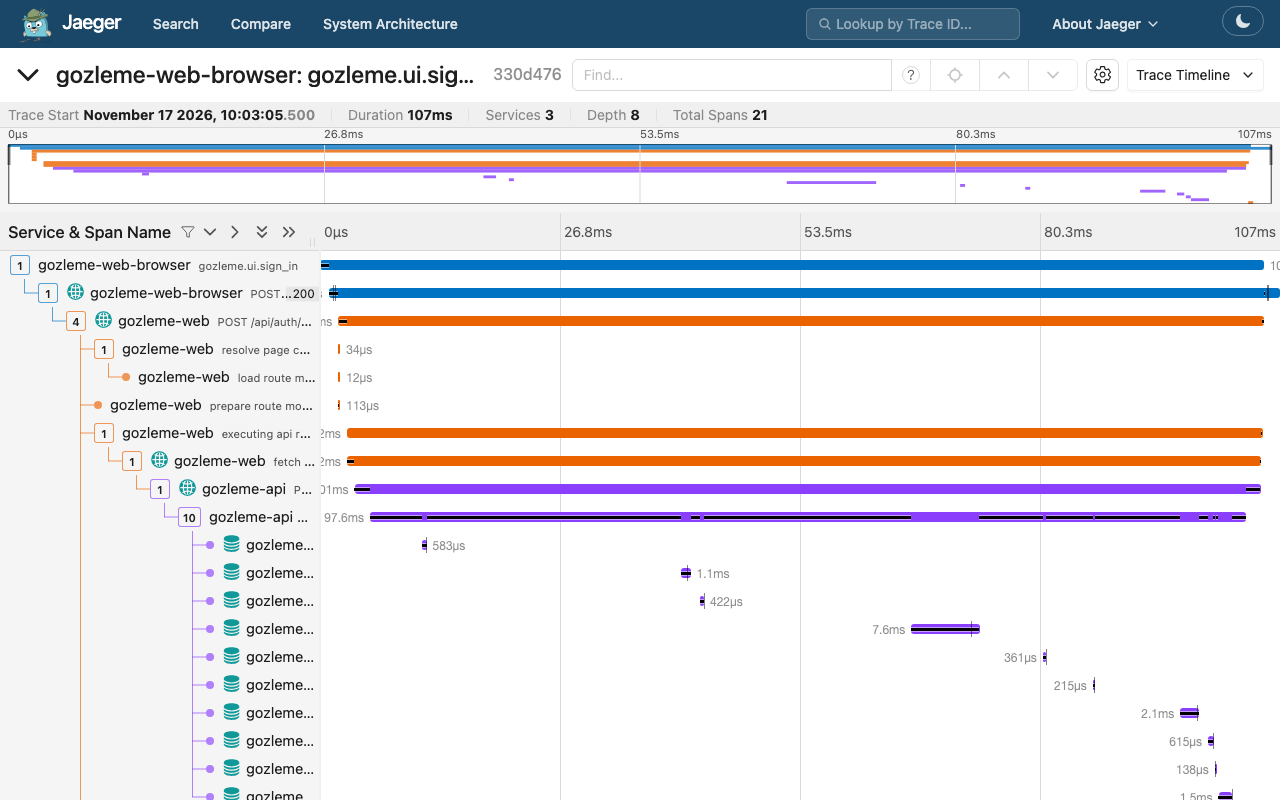 Jaeger Search Compare System Architecture Lookup by Trace ID... About Jaeger
gozleme-web-browser: gozleme.ui.sig... 330d476 Find... ? Trace Timeline
Trace Start November 17 2026, 10:03:05.500 Duration 107ms Services 3 Depth 8 Total Spans 21
0μs 26.8ms 53.5ms 80.3ms 107ms
Service & Span Name 0μs 26.8ms 53.5ms 80.3ms 107ms
1 gozleme-web-browser gozleme.ui.sign_in
1 gozleme-web-browser POST... 200
4 gozleme-web POST /api/auth/...
1 gozleme-web resolve page c... 34μs
gozleme-web load route m... 12μs
gozleme-web prepare route mo... 113μs
1 gozleme-web executing api r...
1 gozleme-web fetch ...
1 gozleme-api P...
10 gozleme-api ... 97.6ms
gozleme... 583μs
gozleme... 1.1ms
gozleme... 422μs
gozleme... 7.6ms
gozleme... 361μs
gozleme... 215μs
gozleme... 2.1ms
gozleme... 615μs
gozleme... 138μs
gozleme... 1.5ms